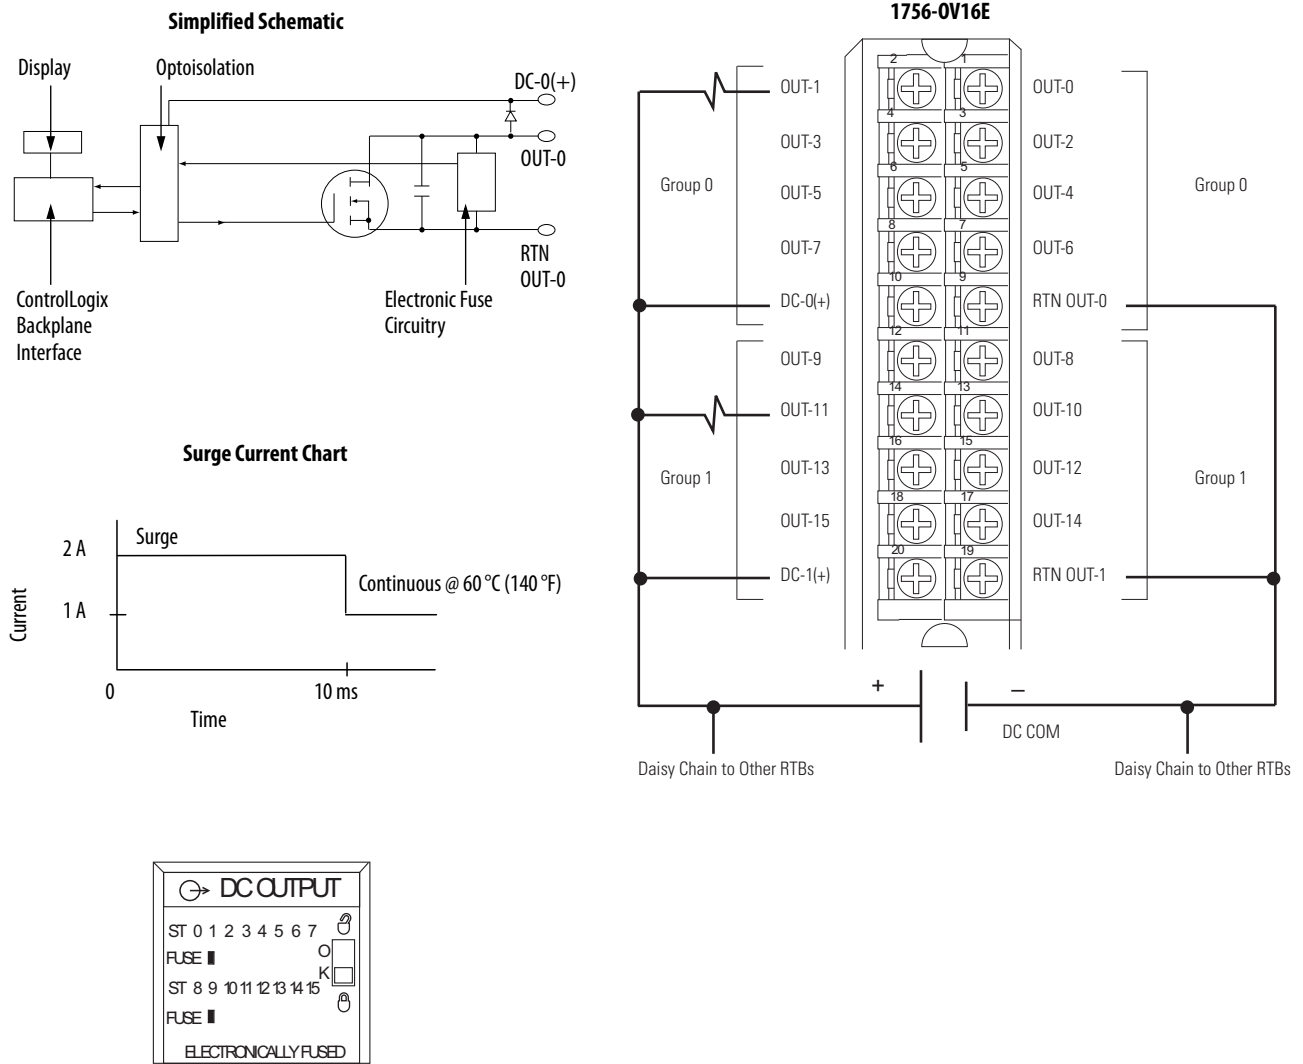 Simplified Schematic
Display
Optoisolation
DC-0(+)
OUT-0
RTN
OUT-0
ControlLogix
Backplane
Interface
Electronic Fuse
Circuitry
Surge Current Chart
Current
2 A
1 A
Surge
Continuous @ 60 °C (140 °F)
0
10 ms
Time
DC OUTPUT
ST 0 1 2 3 4 5 6 7
FUSE
O
K
ST 8 9 10 11 12 13 14 15
FUSE
ELECTRONICALLY FUSED
1756-OV16E
OUT-1
2
1
OUT-0
OUT-3
4
3
OUT-2
Group 0
OUT-5
6
5
OUT-4
Group 0
OUT-7
8
7
OUT-6
DC-0(+)
10
9
RTN OUT-0
OUT-9
12
11
OUT-8
OUT-11
14
13
OUT-10
Group 1
OUT-13
16
15
OUT-12
Group 1
OUT-15
18
17
OUT-14
DC-1(+)
20
19
RTN OUT-1
+
–
DC COM
Daisy Chain to Other RTBs
Daisy Chain to Other RTBs